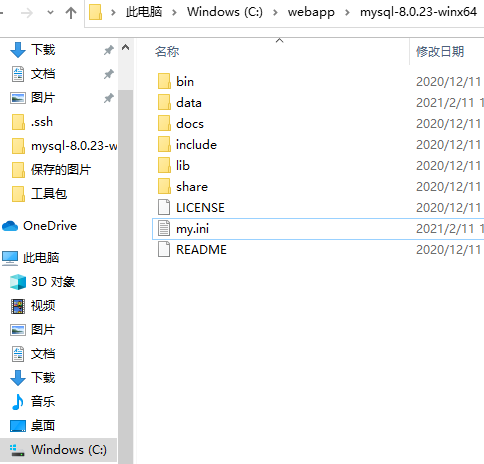 此电脑 > Windows (C:) > webapp > mysql-8.0.23-winx64
下载
文档
图片
.ssh
mysql-8.0.23-w
保存的图片
工具包
OneDrive
此电脑
3D 对象
视频
图片
文档
下载
音乐
桌面
Windows (C:)
名称 修改日期
bin 2020/12/11
data 2021/2/11 1
docs 2020/12/11
include 2020/12/11
lib 2020/12/11
share 2020/12/11
LICENSE 2020/12/11
my.ini 2021/2/11 1
README 2020/12/11